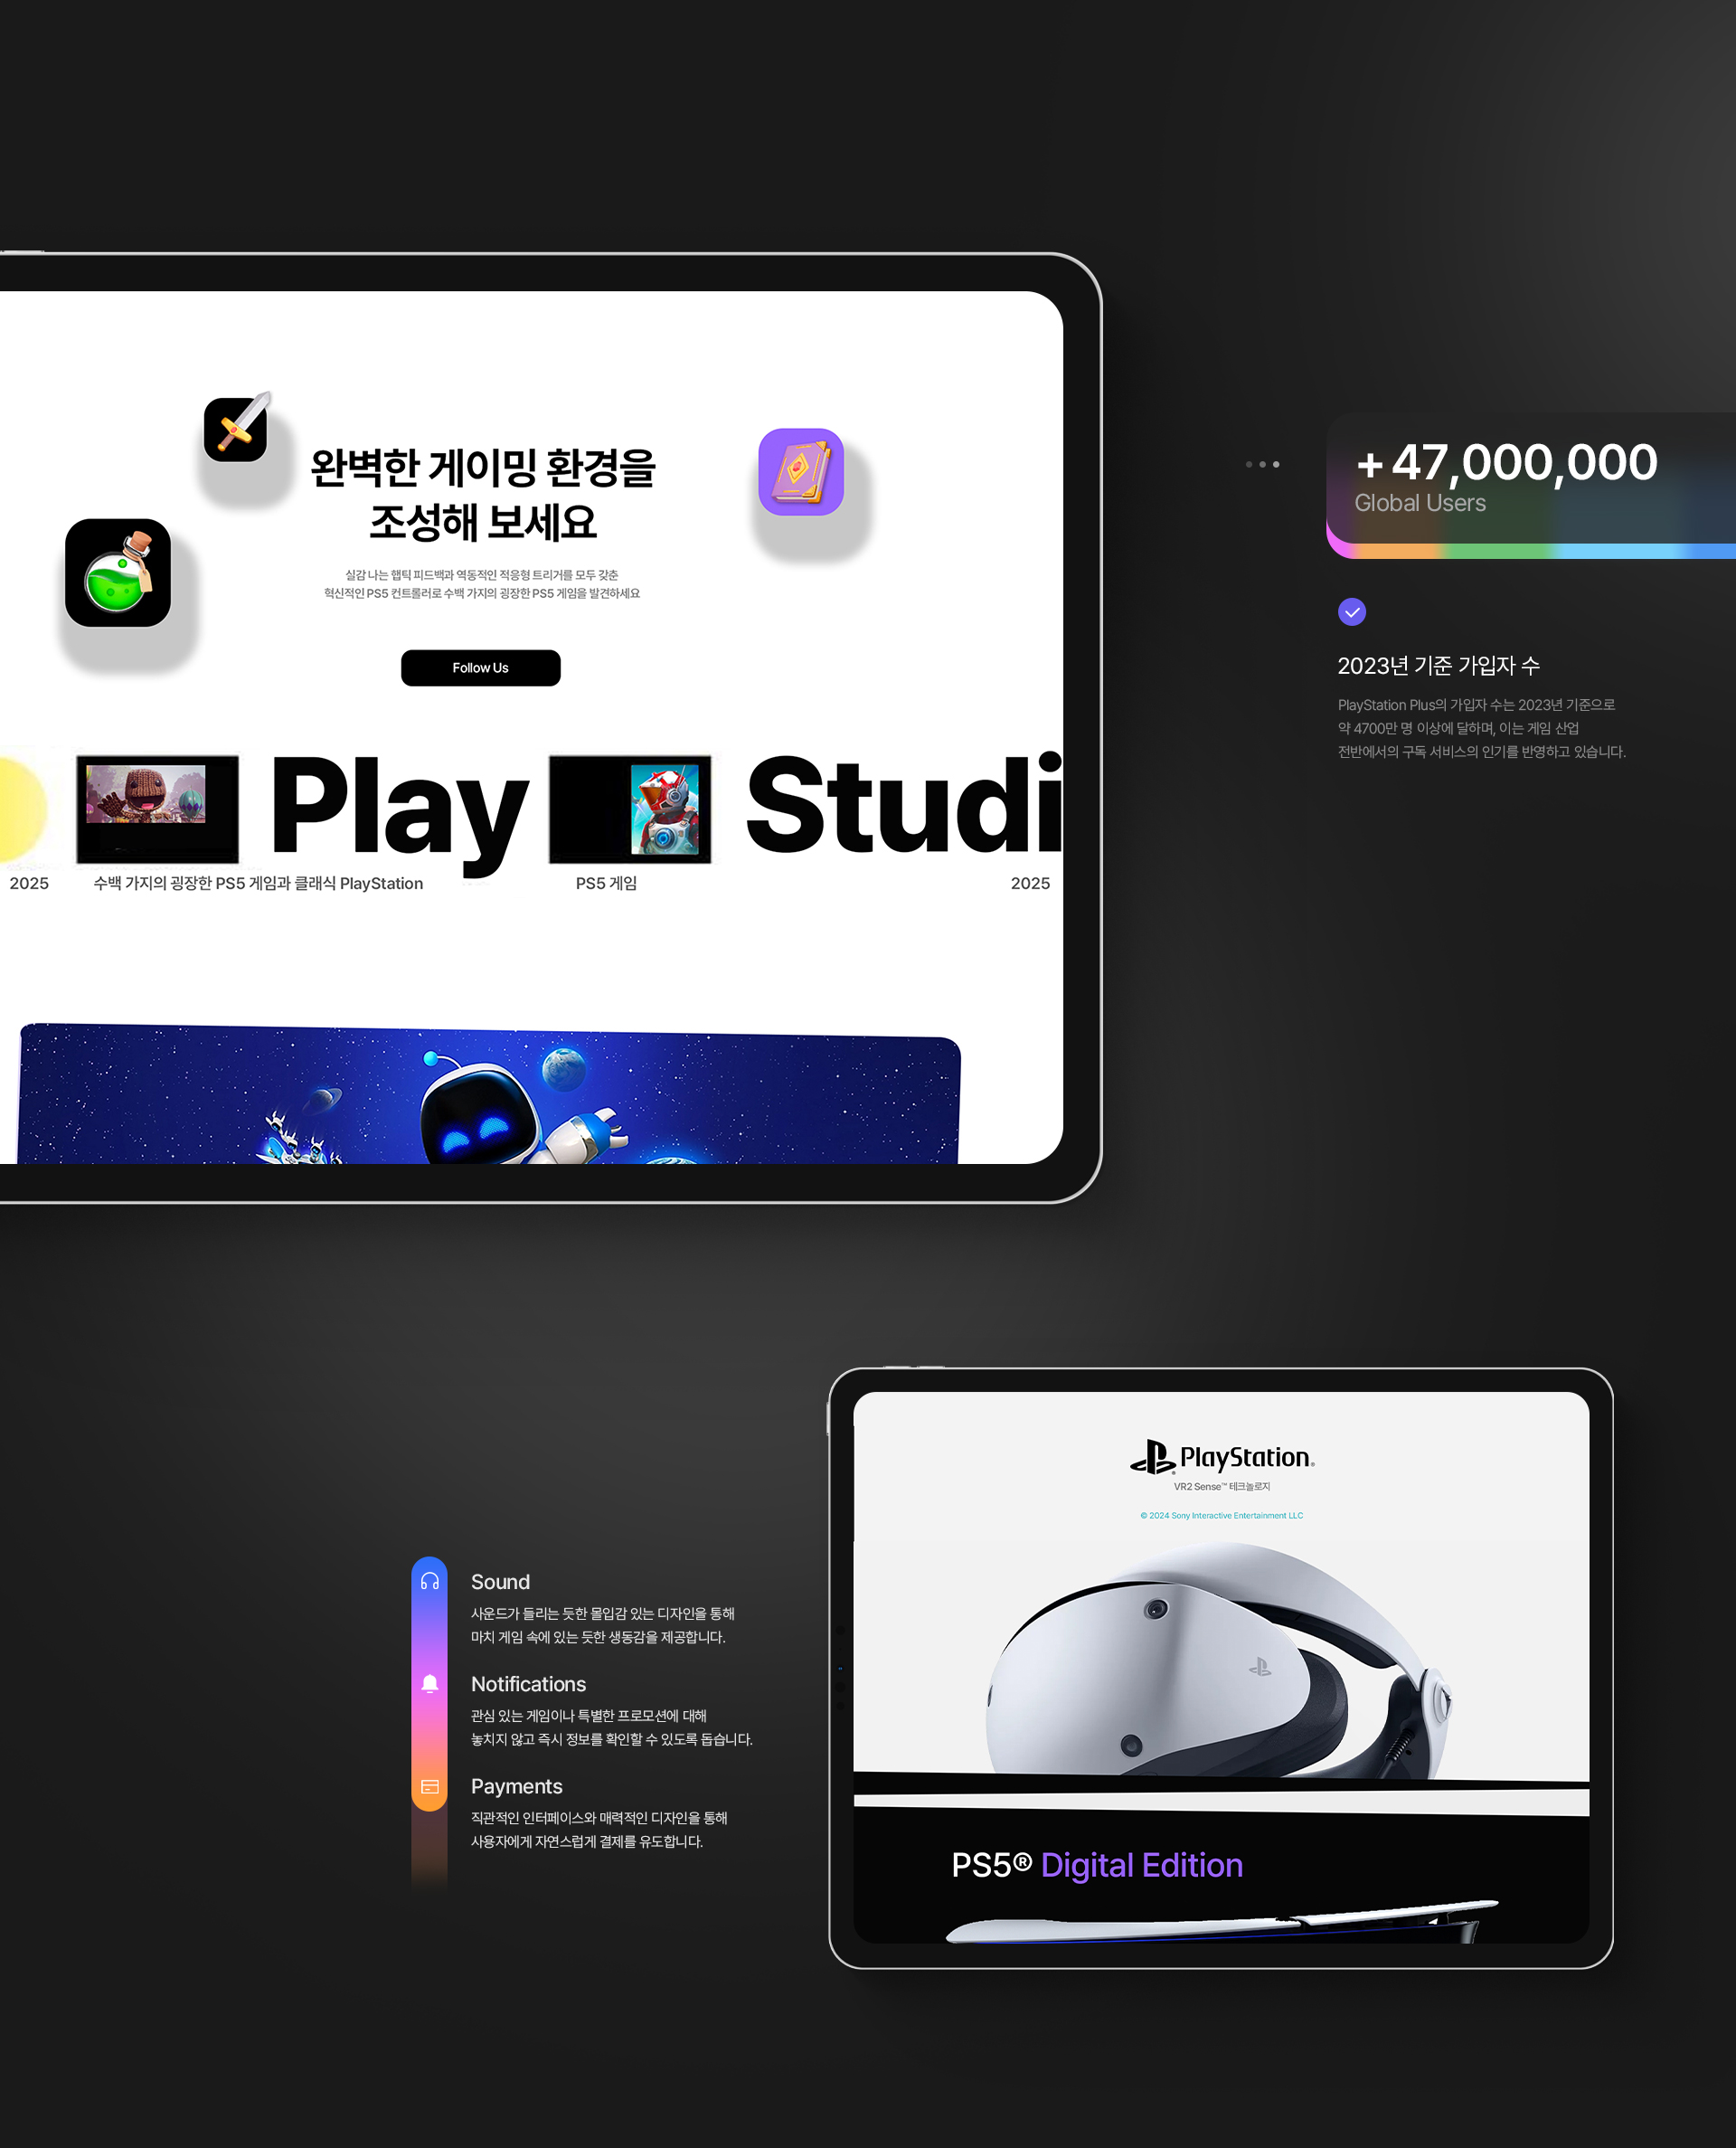 완벽한 게이밍 환경을
조성해 보세요
실감 나는 햅틱 피드백과 역동적인 적응형 트리거를 모두 갖춘
혁신적인 PS5 컨트롤러로 수백 가지의 굉장한 PS5 게임을 발견하세요
Follow Us
Play Studi
2025 수백 가지의 굉장한 PS5 게임과 클래식 PlayStation PS5 게임 2025
+47,000,000
Global Users
2023년 기준 가입자 수
PlayStation Plus의 가입자 수는 2023년 기준으로
약 4700만 명 이상에 달하며, 이는 게임 산업
전반에서의 구독 서비스의 인기를 반영하고 있습니다.
Sound
사운드가 들리는 듯한 몰입감 있는 디자인을 통해
마치 게임 속에 있는 듯한 생동감을 제공합니다.
Notifications
관심 있는 게임이나 특별한 프로모션에 대해
놓치지 않고 즉시 정보를 확인할 수 있도록 돕습니다.
Payments
직관적인 인터페이스와 매력적인 디자인을 통해
사용자에게 자연스럽게 결제를 유도합니다.
PlayStation®
VR2 Sense™ 테크놀로지
© 2024 Sony Interactive Entertainment LLC
PS5® Digital Edition